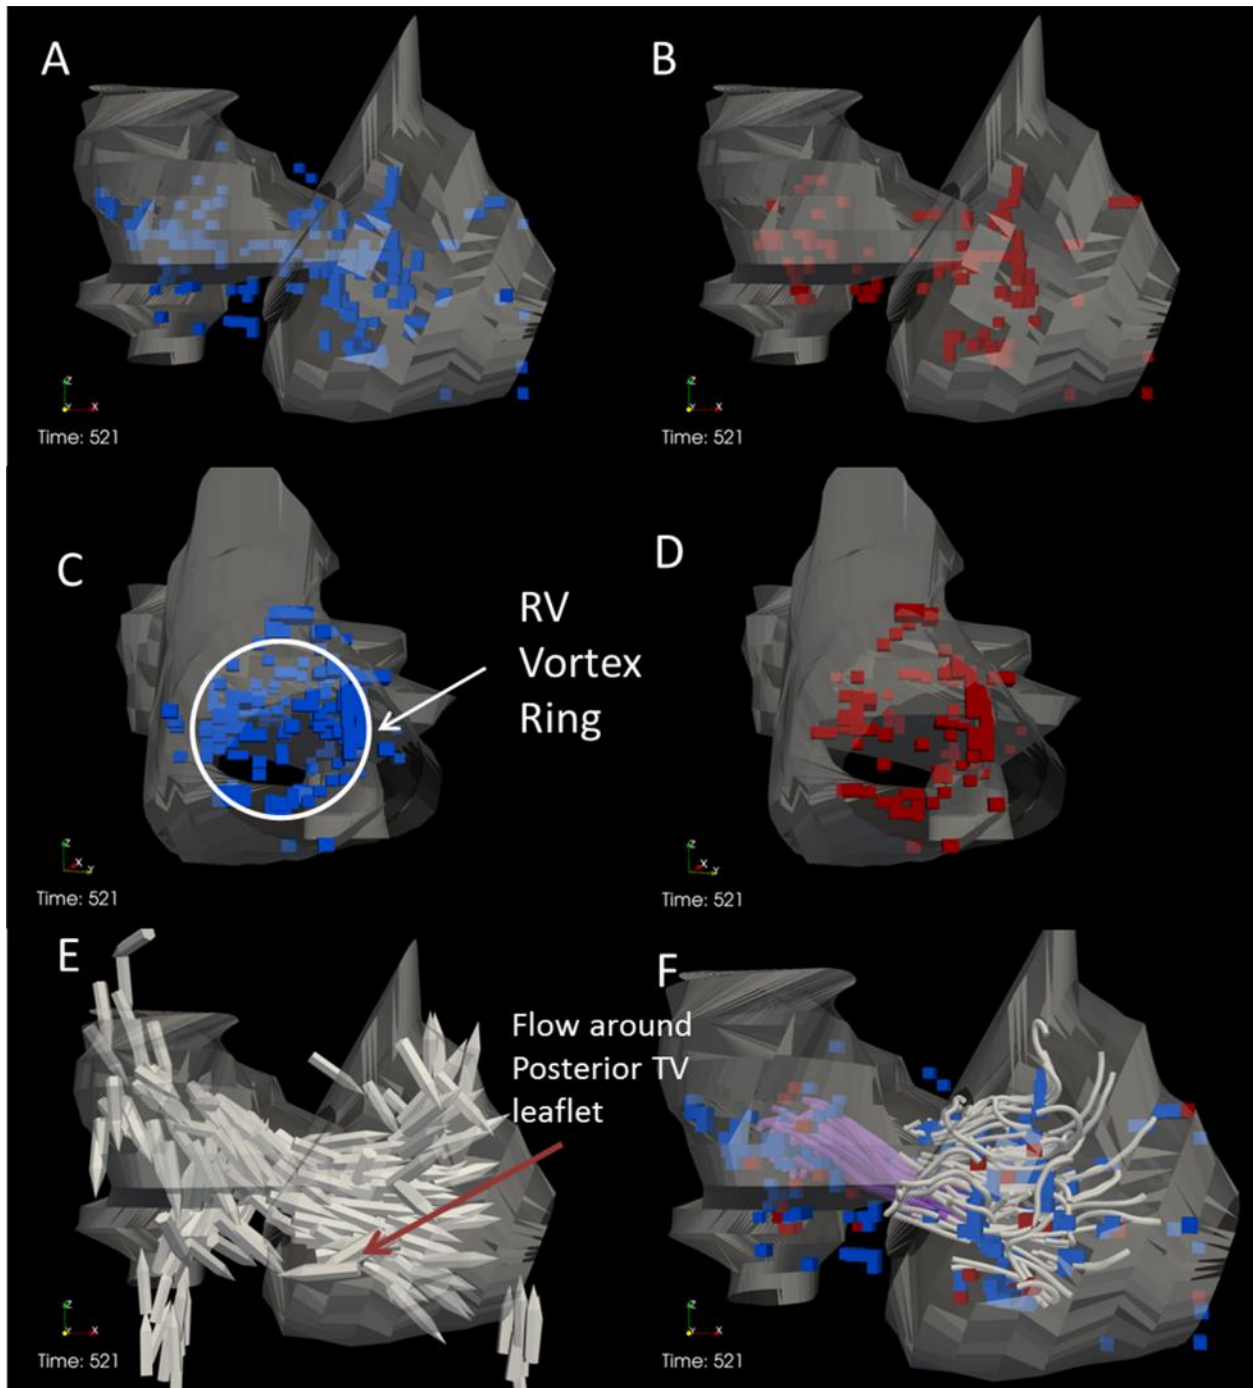 A
B
Z
Y X
Time: 521
Z
Y X
Time: 521
C
D
RV
Vortex
Ring
Z
X
Y
Time: 521
Z
X
Y
Time: 521
E
F
Flow around
Posterior TV
leaflet
Z
Y X
Time: 521
Z
Y X
Time: 521